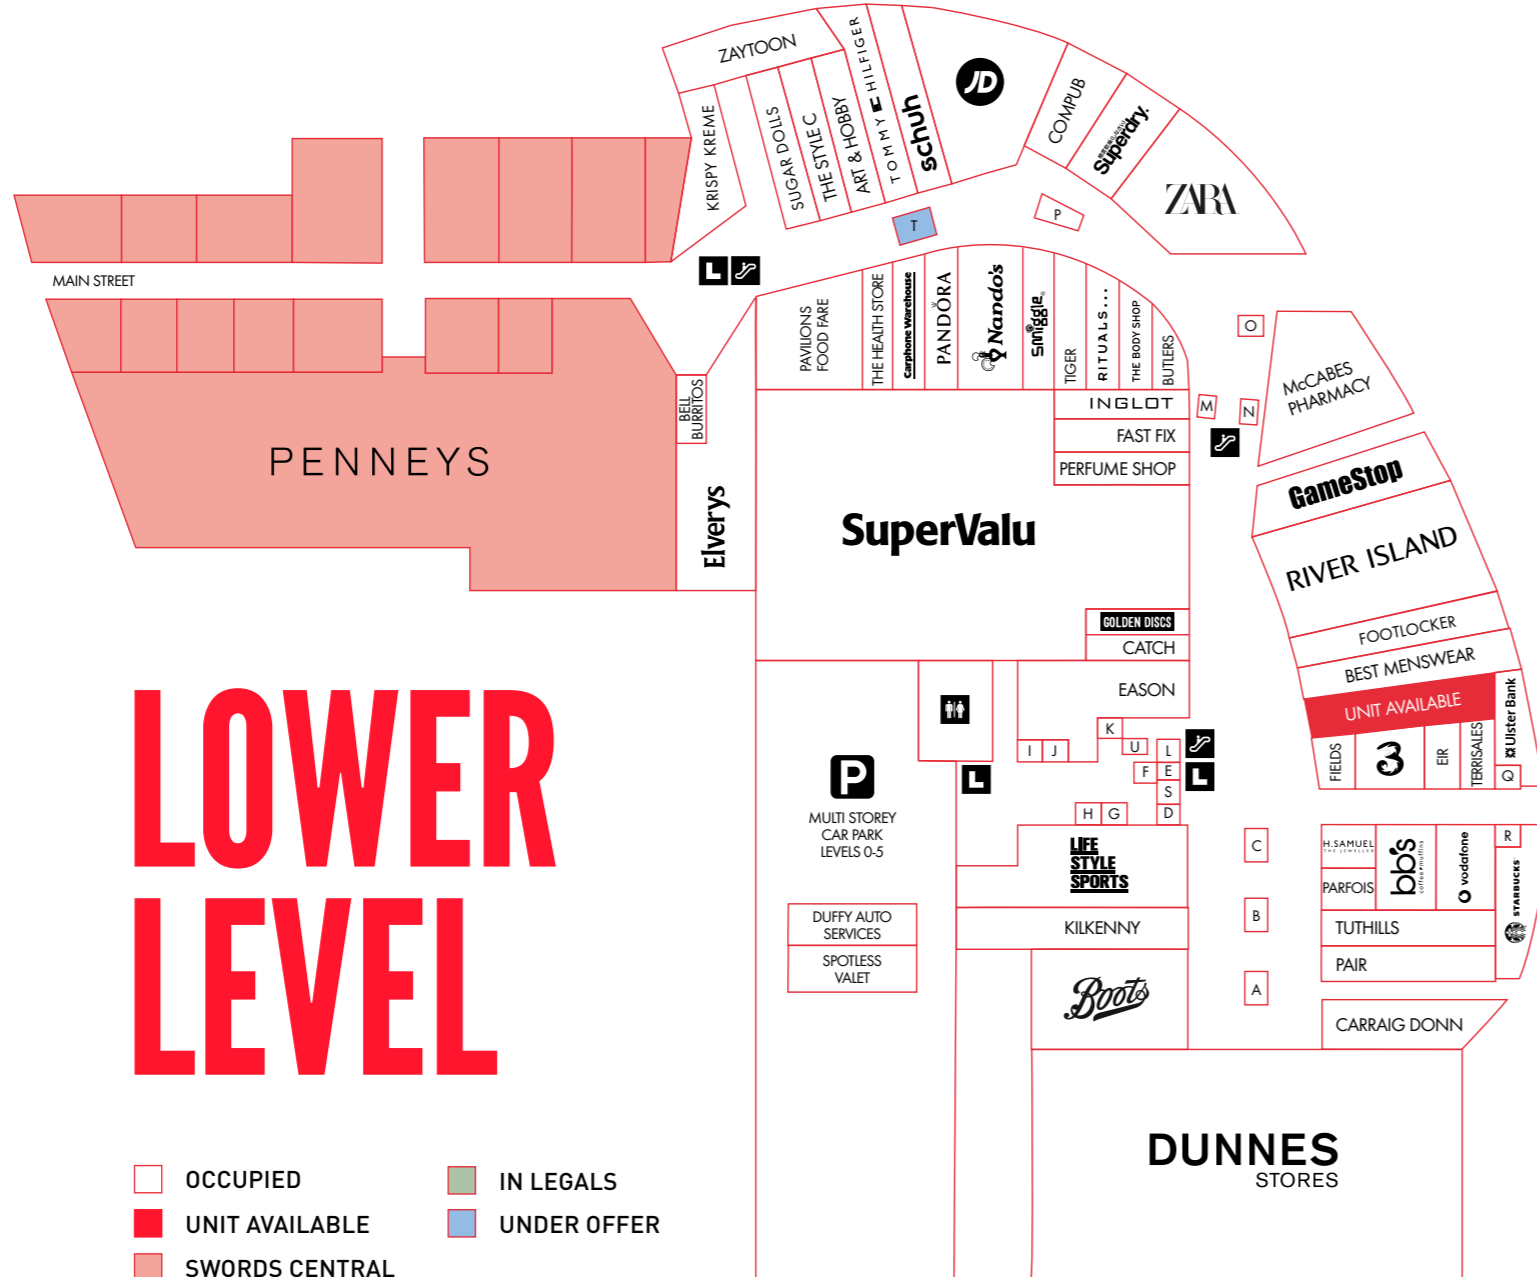 ZAYTOON
KRISPY KREME
SUGAR DOLLS
THE STYLE C
ART & HOBBY
TOMMY HILFIGER
schuh
JD
COMPUB
Superdry.
ZARA
T
P
MAIN STREET
L
PAVILIONS
FOOD FARE
THE HEALTH STORE
Carphone Warehouse
PANDÖRA
Nando's
smiggle
TIGER
RITUALS...
THE BODY SHOP
BUTLERS
O
McCABES
PHARMACY
BELL
BURRITOS
INGLOT
M
N
FAST FIX
PERFUME SHOP
PENNEYS
Elverys
SuperValu
GameStop
RIVER ISLAND
GOLDEN DISCS
CATCH
FOOTLOCKER
BEST MENSWEAR
EASON
UNIT AVAILABLE
Ulster Bank
K
I
J
U
L
F
E
S
H
G
D
L
L
FIELDS
3
EIR
TERRISALES
Q
P
MULTI STOREY
CAR PARK
LEVELS 0-5
LIFE
STYLE
SPORTS
C
H.SAMUEL
THE JEWELLER
PARFOIS
bb's
coffee+muffins
vodafone
R
STARBUCKS
DUFFY AUTO
SERVICES
KILKENNY
B
TUTHILLS
SPOTLESS
VALET
PAIR
Boots
A
CARRAIG DONN
LOWER
LEVEL
DUNNES
STORES
OCCUPIED
UNIT AVAILABLE
SWORDS CENTRAL
IN LEGALS
UNDER OFFER